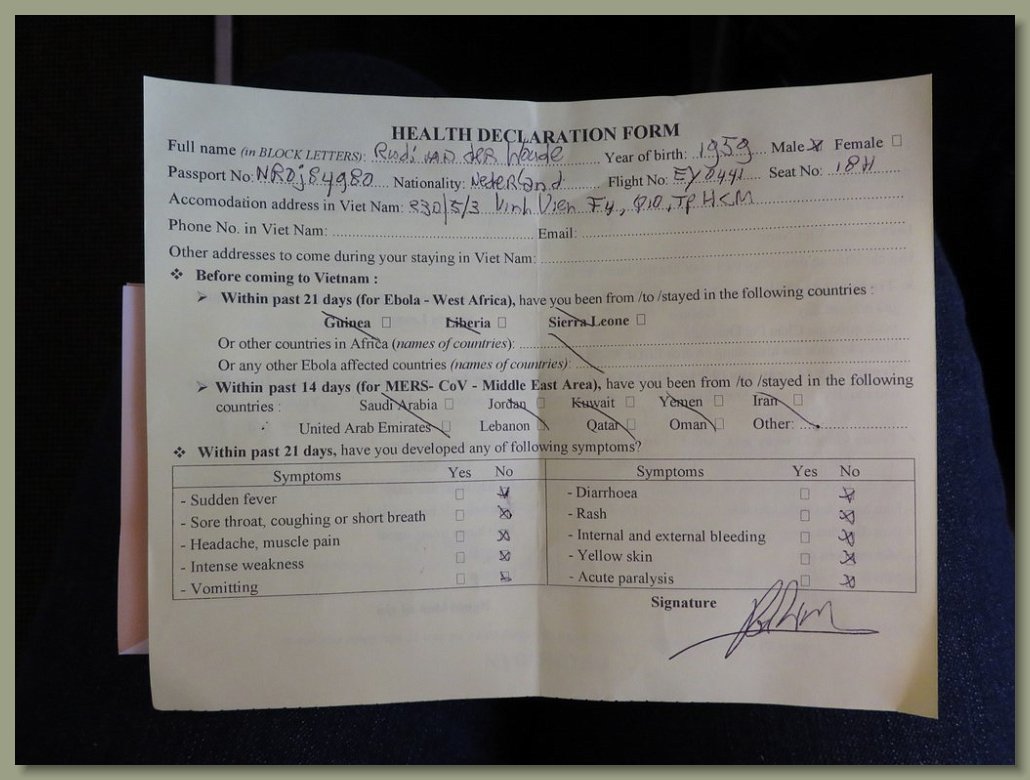 HEALTH DECLARATION FORM
Full name (in BLOCK LETTERS): Rudi van der Woude Year of birth: 1959 Male x Female ☐
Passport No: Nationality: Nederland Flight No: EY0441 Seat No: 18H
Accomodation address in Viet Nam: 230/5/3 Vinh Vien F4, Q10, TP HCM
Phone No. in Viet Nam: Email:
Other addresses to come during your staying in Viet Nam:
❖ Before coming to Vietnam :
➤ Within past 21 days (for Ebola - West Africa), have you been from /to /stayed in the following countries :
Guinea ☐ Liberia ☐ Sierra Leone ☐
Or other countries in Africa (names of countries):
Or any other Ebola affected countries (names of countries):
➤ Within past 14 days (for MERS- CoV - Middle East Area), have you been from /to /stayed in the following
countries : Saudi Arabia ☐ Jordan ☐ Kuwait ☐ Yemen ☐ Iran ☐
United Arab Emirates ☐ Lebanon ☐ Qatar ☐ Oman ☐ Other:
❖ Within past 21 days, have you developed any of following symptoms?
Symptoms Yes No Symptoms Yes No
- Sudden fever ☐ ☒ - Diarrhoea ☐ ☒
- Sore throat, coughing or short breath ☐ ☒ - Rash ☐ ☒
- Headache, muscle pain ☐ ☒ - Internal and external bleeding ☐ ☒
- Intense weakness ☐ ☒ - Yellow skin ☐ ☒
- Vomitting ☐ ☒ - Acute paralysis ☐ ☒
Signature